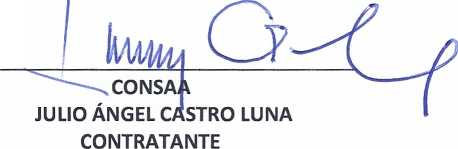 CONSAA
JULIO ÁNGEL CASTRO LUNA
CONTRATANTE